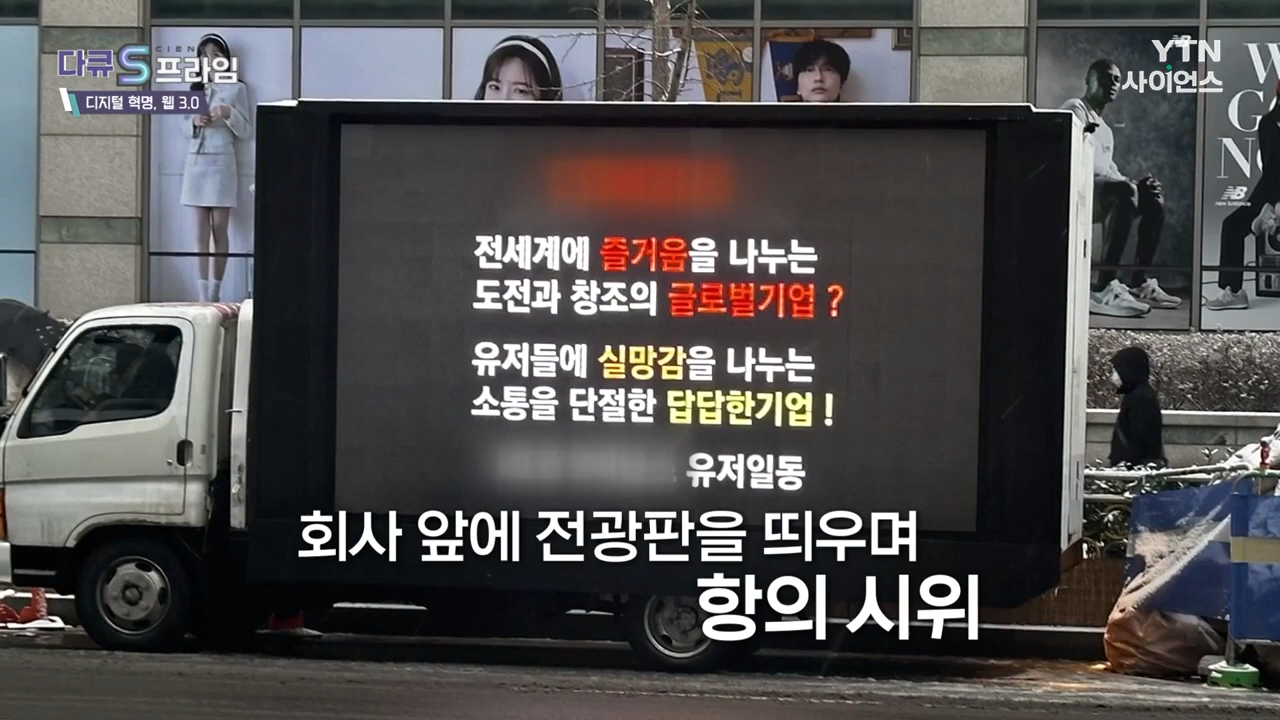 다큐 S 프라임
CIEN
디지털 혁명, 웹 3.0
YTN
사이언스
전세계에 즐거움을 나누는
도전과 창조의 글로벌기업 ?
유저들에 실망감을 나누는
소통을 단절한 답답한기업 !
유저일동
회사 앞에 전광판을 띄우며
항의 시위
W
G
N
NB
new balance